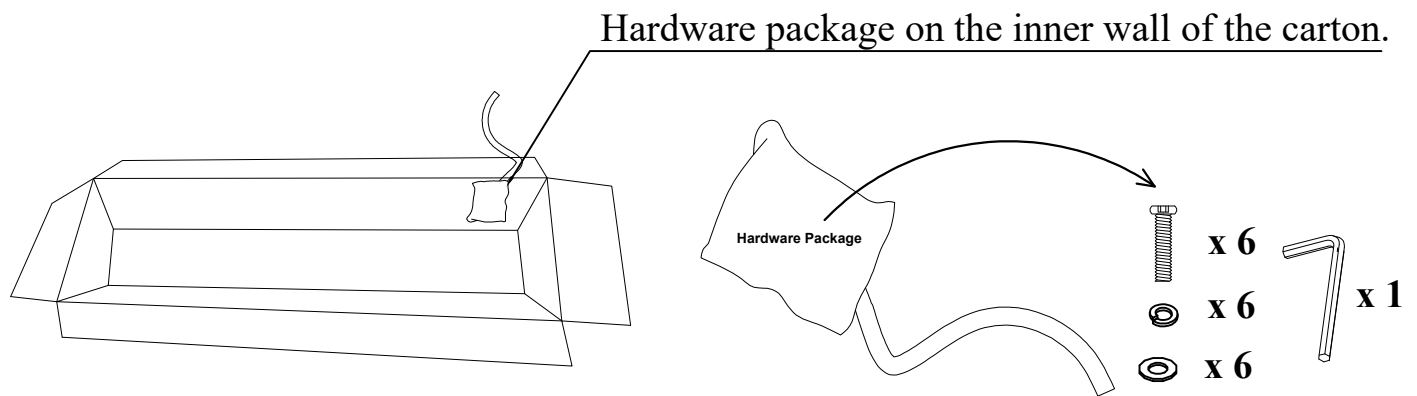 Hardware package on the inner wall of the carton.
Hardware Package
x 6
x 6
x 6
x 1